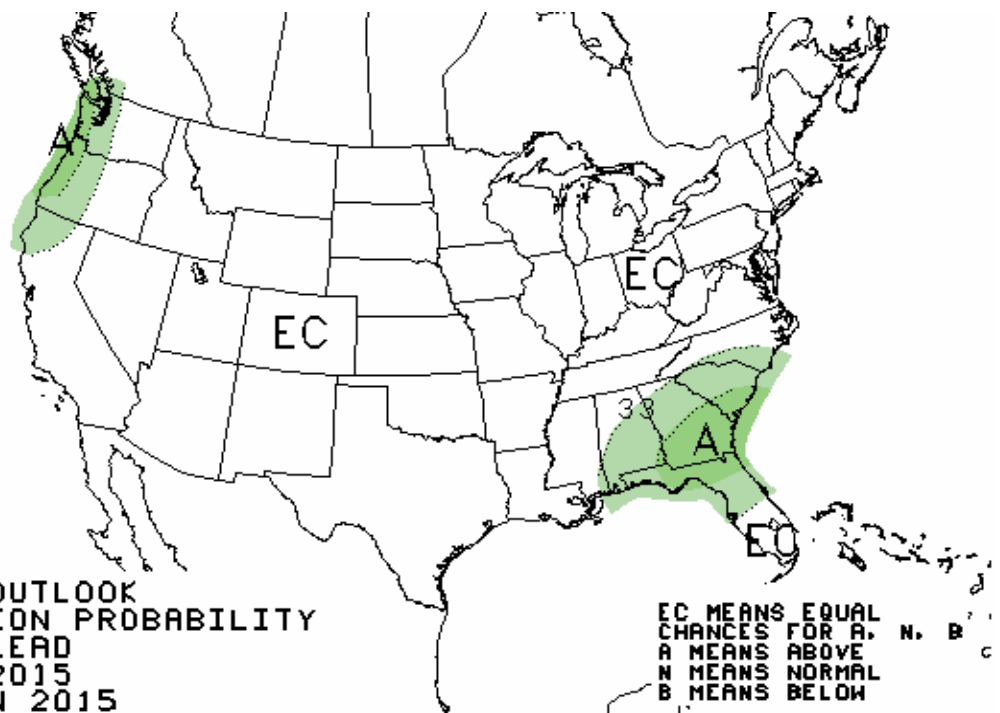 A
EC
EC
33
A
EC
OUTLOOK
ION PROBABILITY
LEAD
2015
N 2015
EC MEANS EQUAL
CHANCES FOR A, N, B
A MEANS ABOVE
N MEANS NORMAL
B MEANS BELOW
C